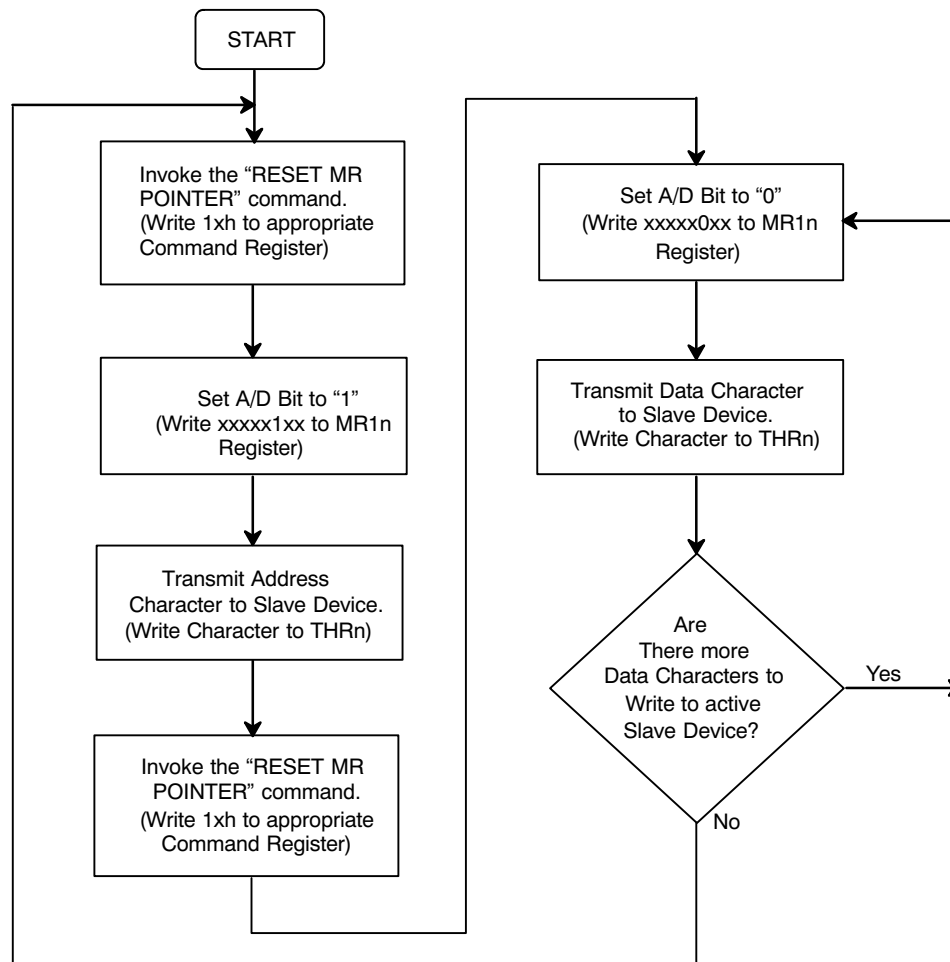 START
Invoke the “RESET MR
POINTER” command.
(Write 1xh to appropriate
Command Register)
Set A/D Bit to “1”
(Write xxxxx1xx to MR1n
Register)
Transmit Address
Character to Slave Device.
(Write Character to THRn)
Invoke the “RESET MR
POINTER” command.
(Write 1xh to appropriate
Command Register)
Set A/D Bit to “0”
(Write xxxxx0xx to MR1n
Register)
Transmit Data Character
to Slave Device.
(Write Character to THRn)
Are
There more
Data Characters to
Write to active
Slave Device?
Yes
No